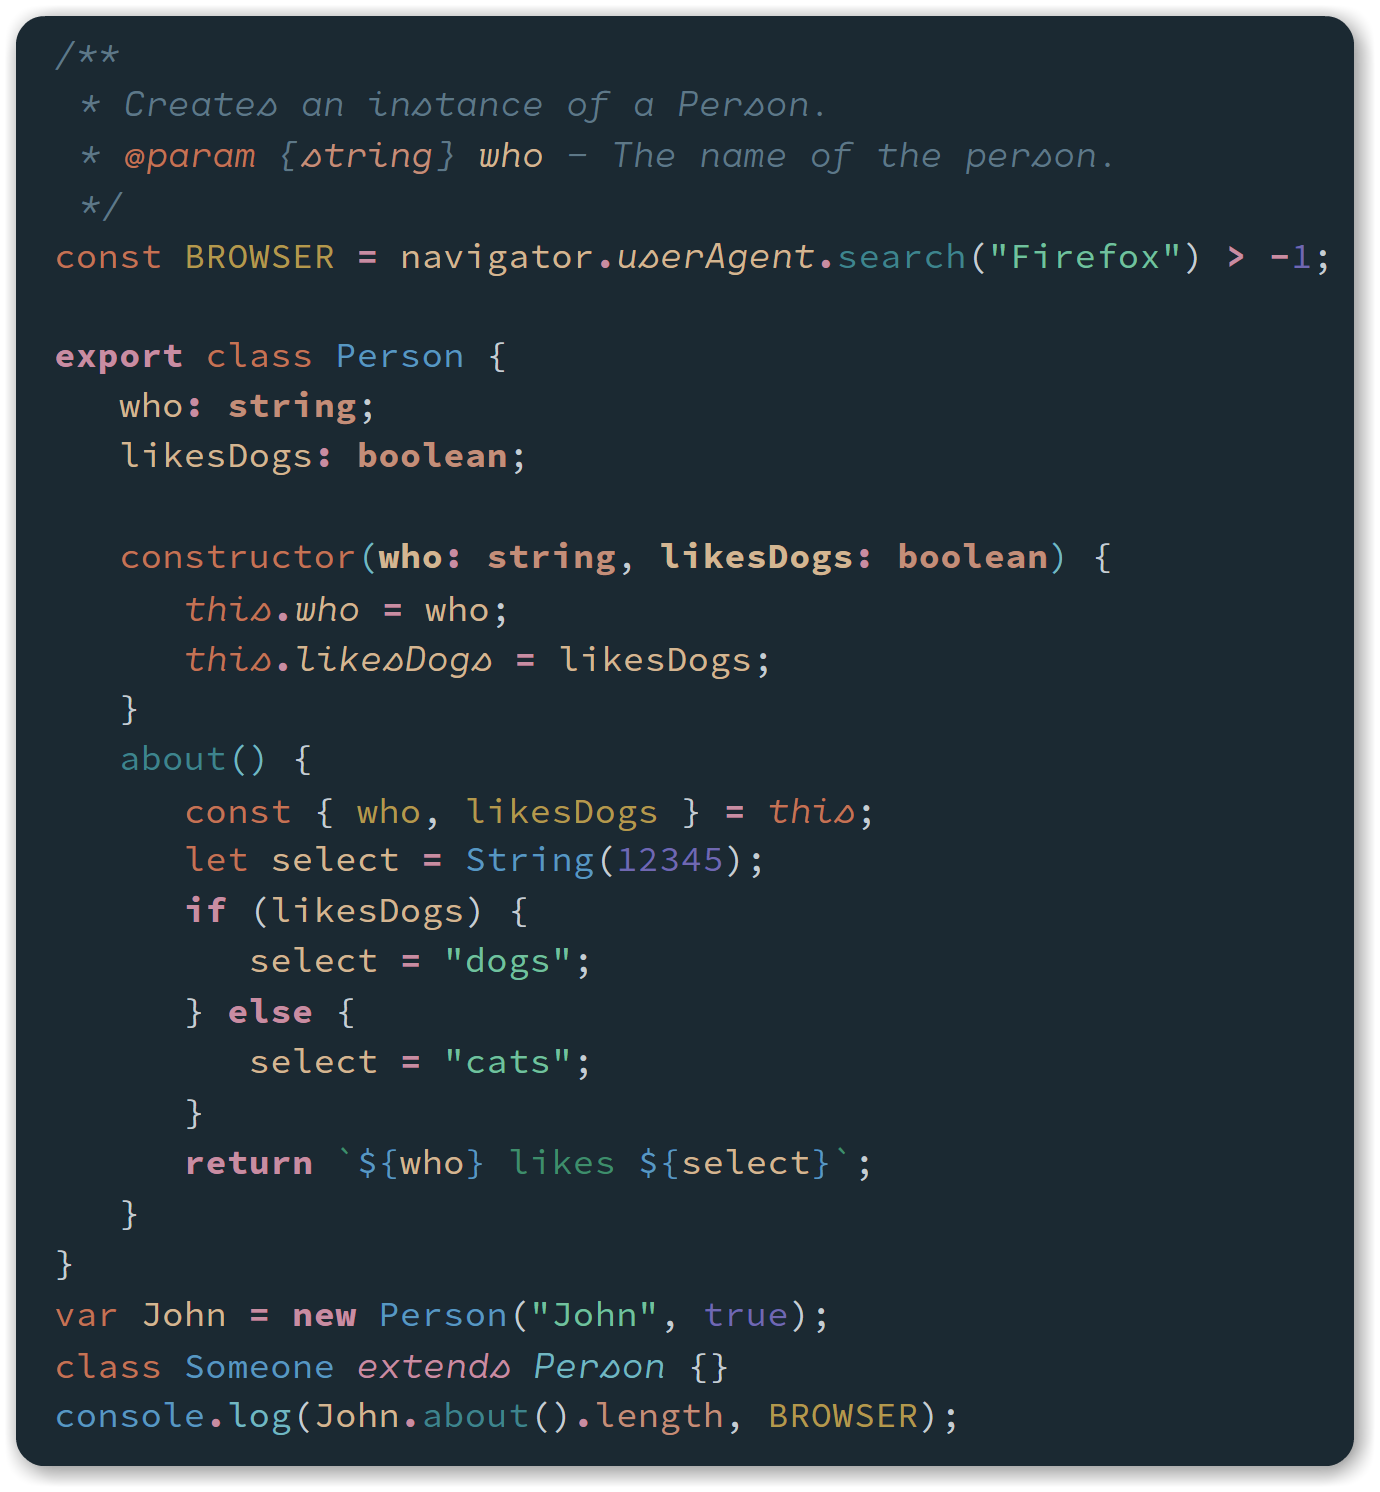 /**
 * Creates an instance of a Person.
 * @param {string} who - The name of the person.
 */
const BROWSER = navigator.userAgent.search("Firefox") > -1;

export class Person {
   who: string;
   likesDogs: boolean;

   constructor(who: string, likesDogs: boolean) {
      this.who = who;
      this.likesDogs = likesDogs;
   }
   about() {
      const { who, likesDogs } = this;
      let select = String(12345);
      if (likesDogs) {
         select = "dogs";
      } else {
         select = "cats";
      }
      return `${who} likes ${select}`;
   }
}
var John = new Person("John", true);
class Someone extends Person {}
console.log(John.about().length, BROWSER);